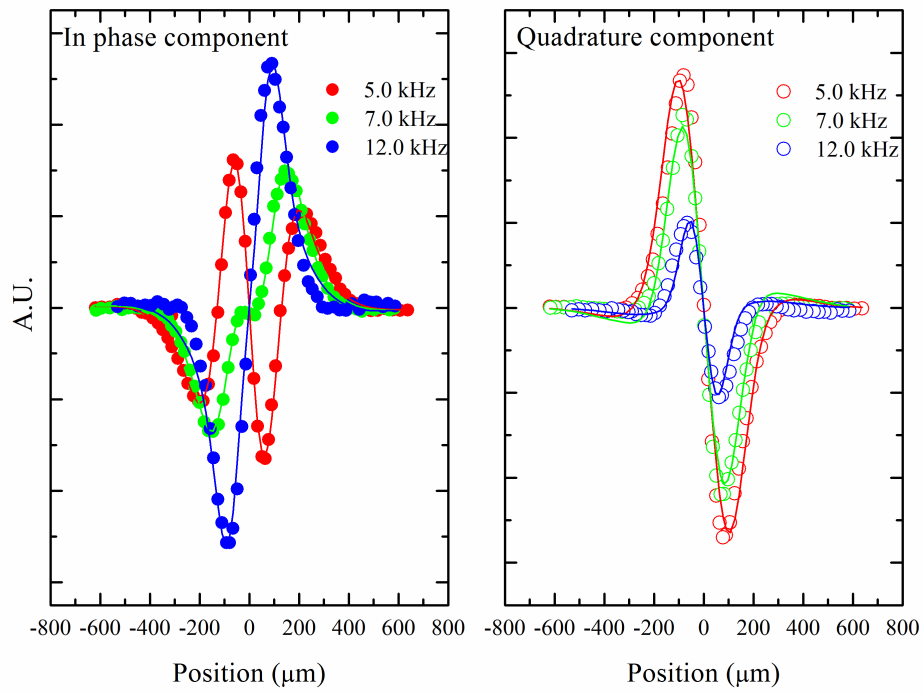 In phase component
5.0 kHz
7.0 kHz
12.0 kHz
A.U.
-800 -600 -400 -200 0 200 400 600 800
Position (μm)
Quadrature component
5.0 kHz
7.0 kHz
12.0 kHz
-800 -600 -400 -200 0 200 400 600 800
Position (μm)